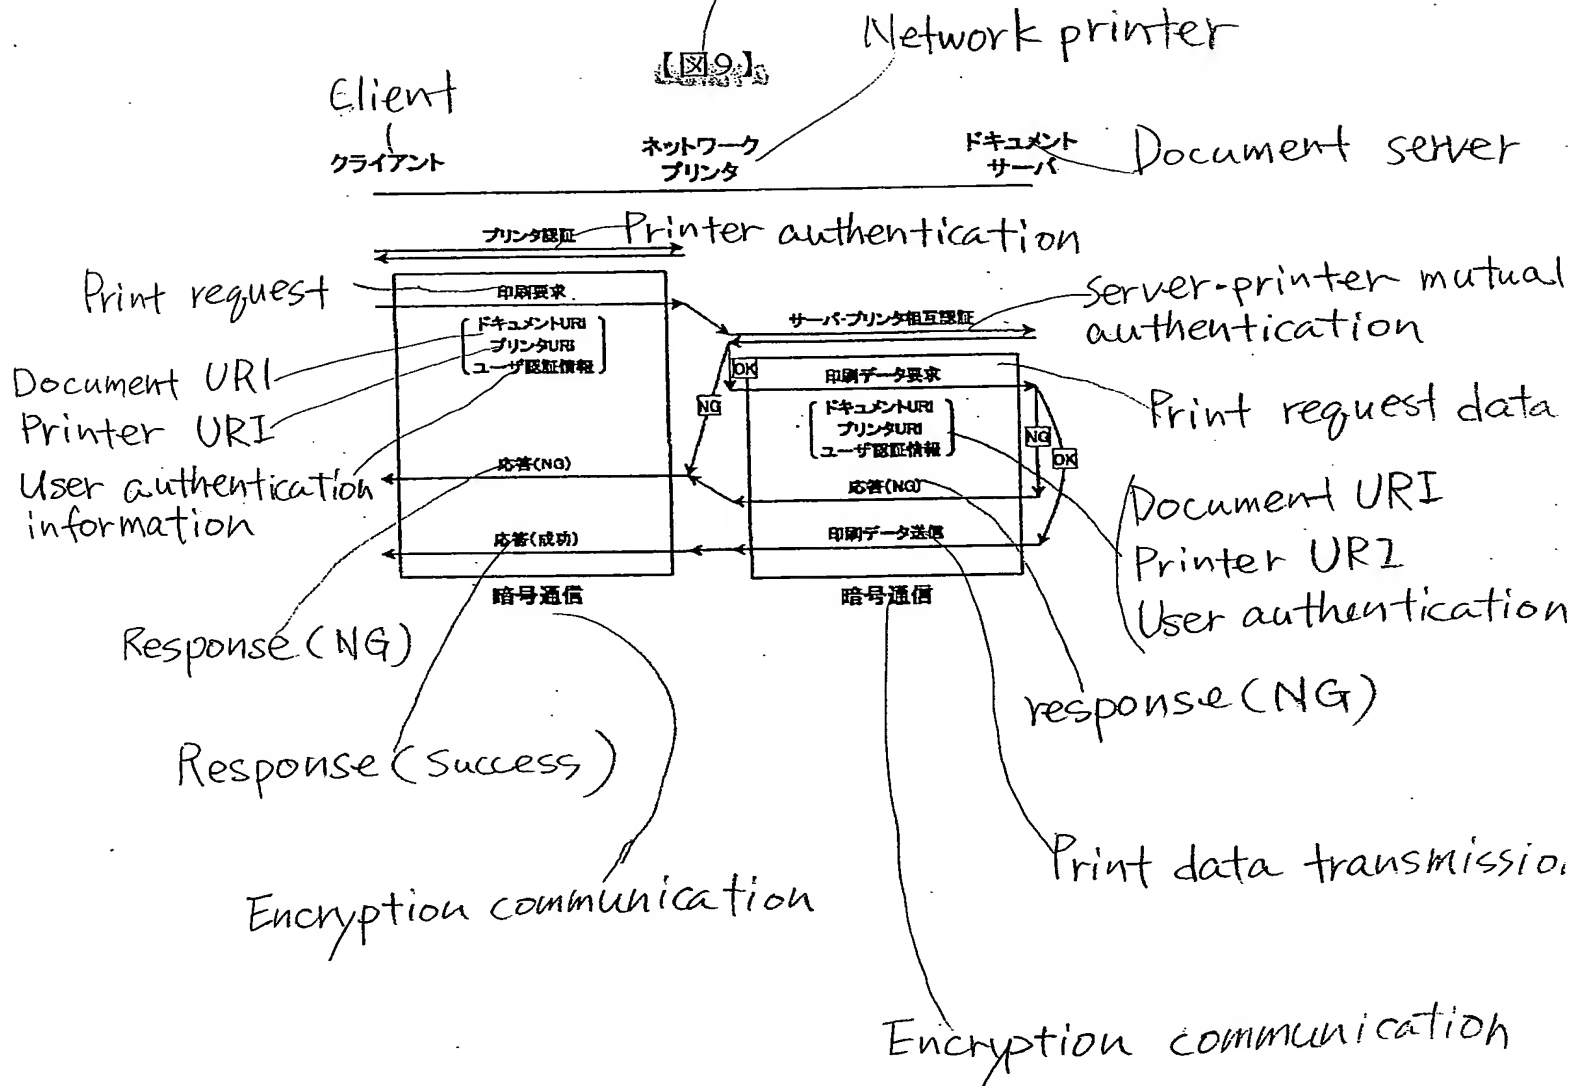 Network printer
【図9】
Client
クライアント
ネットワーク
プリンタ
ドキュメント
サーバ
Document server
プリンタ認証
Printer authentication
Print request
印刷要求
サーバ・プリンタ相互認証
server-printer mutual
authentication
ドキュメントURI
プリンタURI
ユーザ認証情報
Document URI
Printer URI
User authentication
information
OK
NG
印刷データ要求
Print request data
ドキュメントURI
プリンタURI
ユーザ認証情報
NG
OK
応答(NG)
応答(NG)
Document URI
Printer URI
User authentication
応答(成功)
印刷データ送信
暗号通信
暗号通信
Response (NG)
response (NG)
Response (Success)
Print data transmissio
Encryption communication
Encryption communication